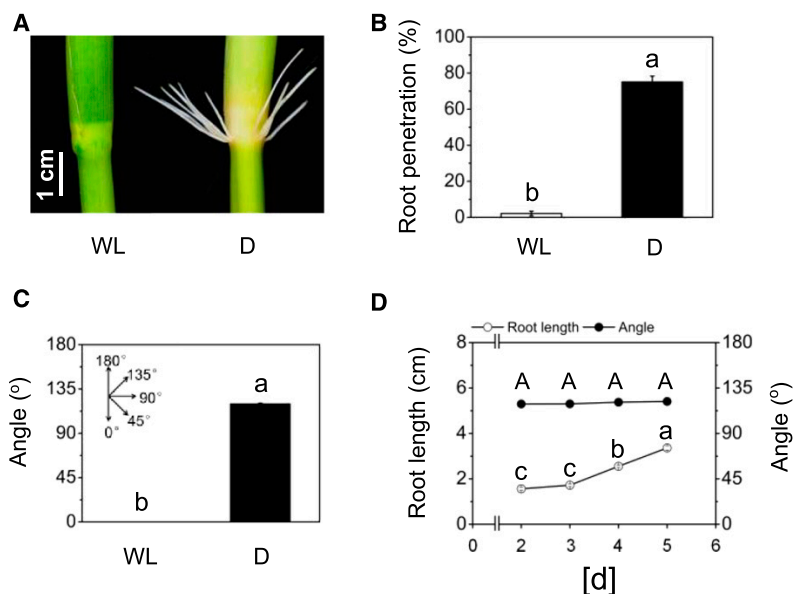 A
1 cm
WL D
B
Root penetration (%)
100
80
60
40
20
0
b
a
WL D
C
Angle (o)
180
135
90
45
0
180°
135°
90°
45°
0°
b
a
WL D
D
Root length Angle
Root length (cm)
8
6
4
2
0
A A A A
c c b a
180
135
90
45
0
Angle (o)
0 2 3 4 5 6
[d]